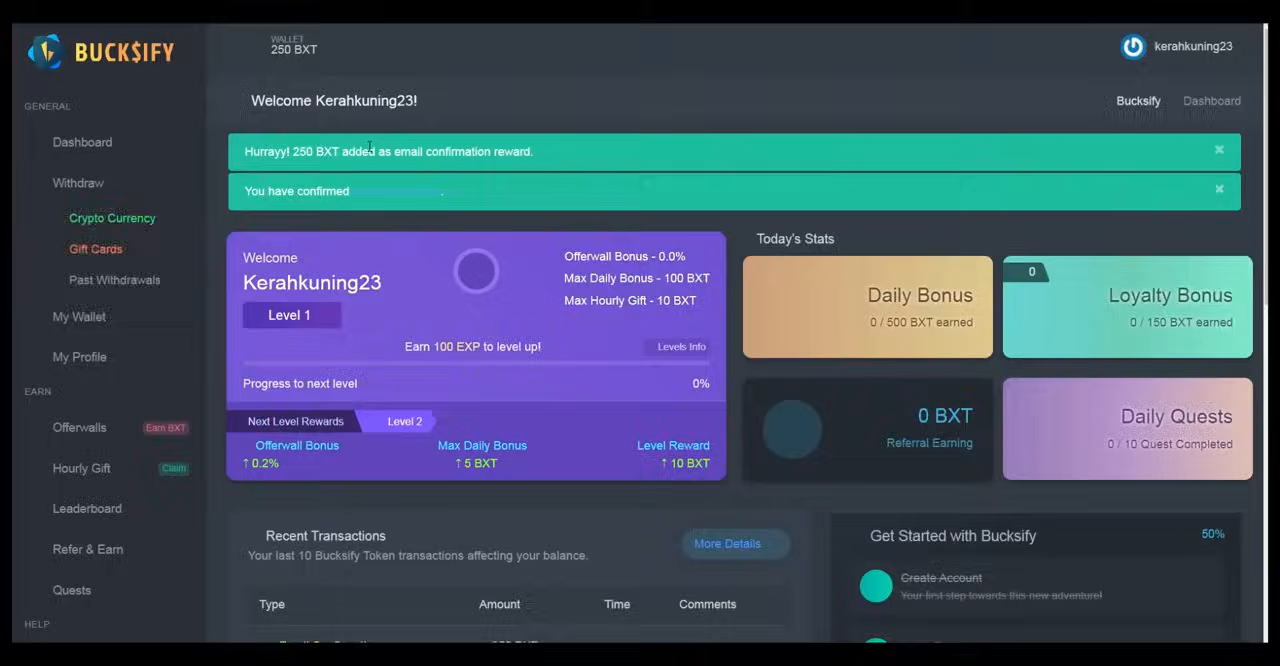 BUCK$IFY
WALLET
250 BXT
kerahkuning23
GENERAL
Dashboard
Withdraw
Crypto Currency
Gift Cards
Past Withdrawals
My Wallet
My Profile
EARN
Offerwalls Earn BXT
Hourly Gift Claim
Leaderboard
Refer & Earn
Quests
HELP
Welcome Kerahkuning23!
Bucksify Dashboard
Hurrayy! 250 BXT added as email confirmation reward.
You have confirmed .
Welcome
Kerahkuning23
Level 1
Offerwall Bonus - 0.0%
Max Daily Bonus - 100 BXT
Max Hourly Gift - 10 BXT
Earn 100 EXP to level up!
Levels Info
Progress to next level 0%
Next Level Rewards Level 2
Offerwall Bonus Max Daily Bonus Level Reward
↑ 0.2% ↑ 5 BXT ↑ 10 BXT
Today's Stats
Daily Bonus
0 / 500 BXT earned
0
Loyalty Bonus
0 / 150 BXT earned
0 BXT
Referral Earning
Daily Quests
0 / 10 Quest Completed
Recent Transactions
Your last 10 Bucksify Token transactions affecting your balance.
More Details
Type Amount Time Comments
Get Started with Bucksify 50%
Create Account
Your first step towards this new adventure!